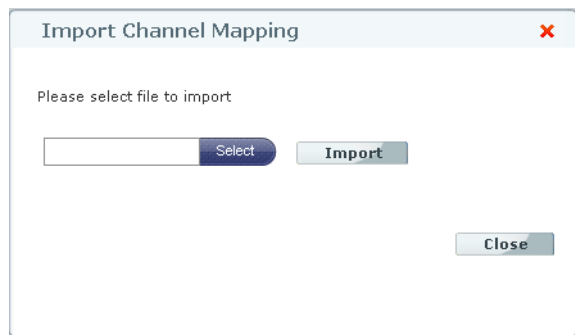 Import Channel Mapping
Please select file to import
Select Import
Close